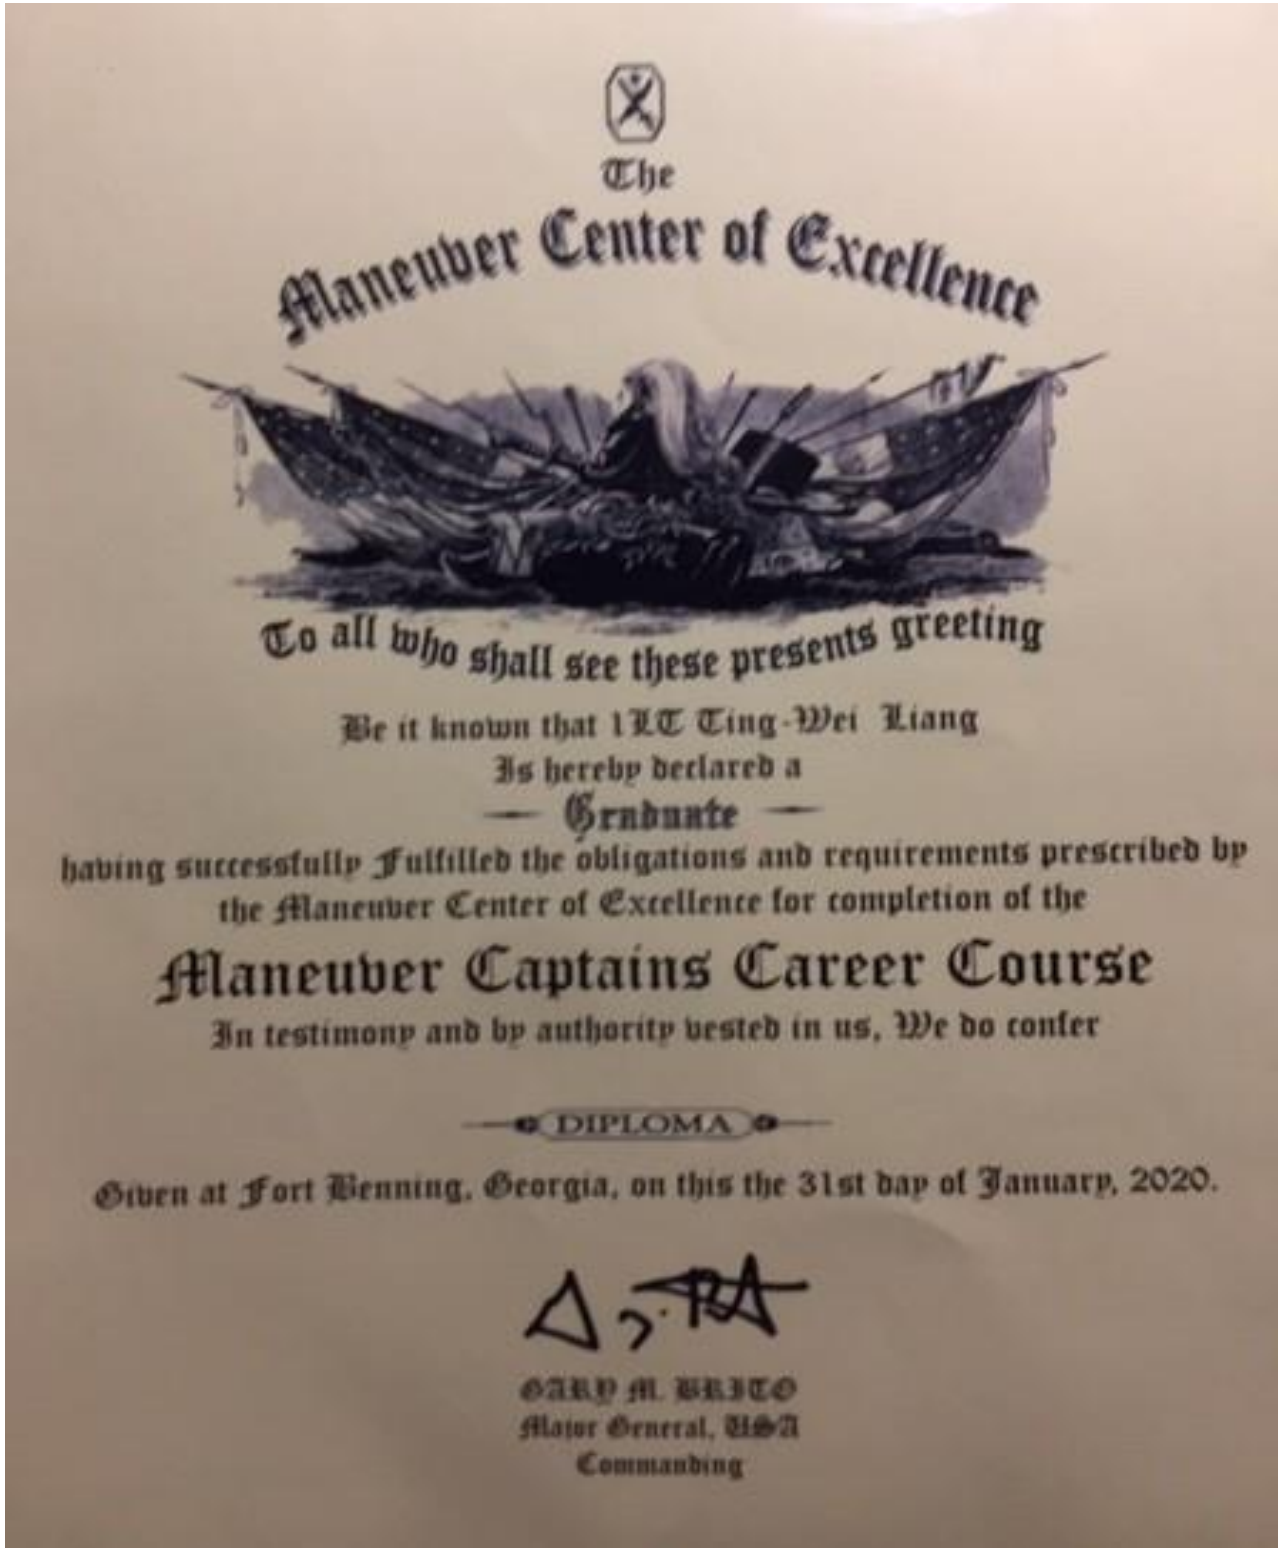 The
Maneuver Center of Excellence
To all who shall see these presents greeting
Be it known that 1LT Ting-Wei Liang
Is hereby declared a
Graduate
having successfully Fulfilled the obligations and requirements prescribed by
the Maneuver Center of Excellence for completion of the
Maneuver Captains Career Course
In testimony and by authority vested in us, We do confer
DIPLOMA
Given at Fort Benning, Georgia, on this the 31st day of January, 2020.
GARY M. BRITO
Major General, USA
Commanding